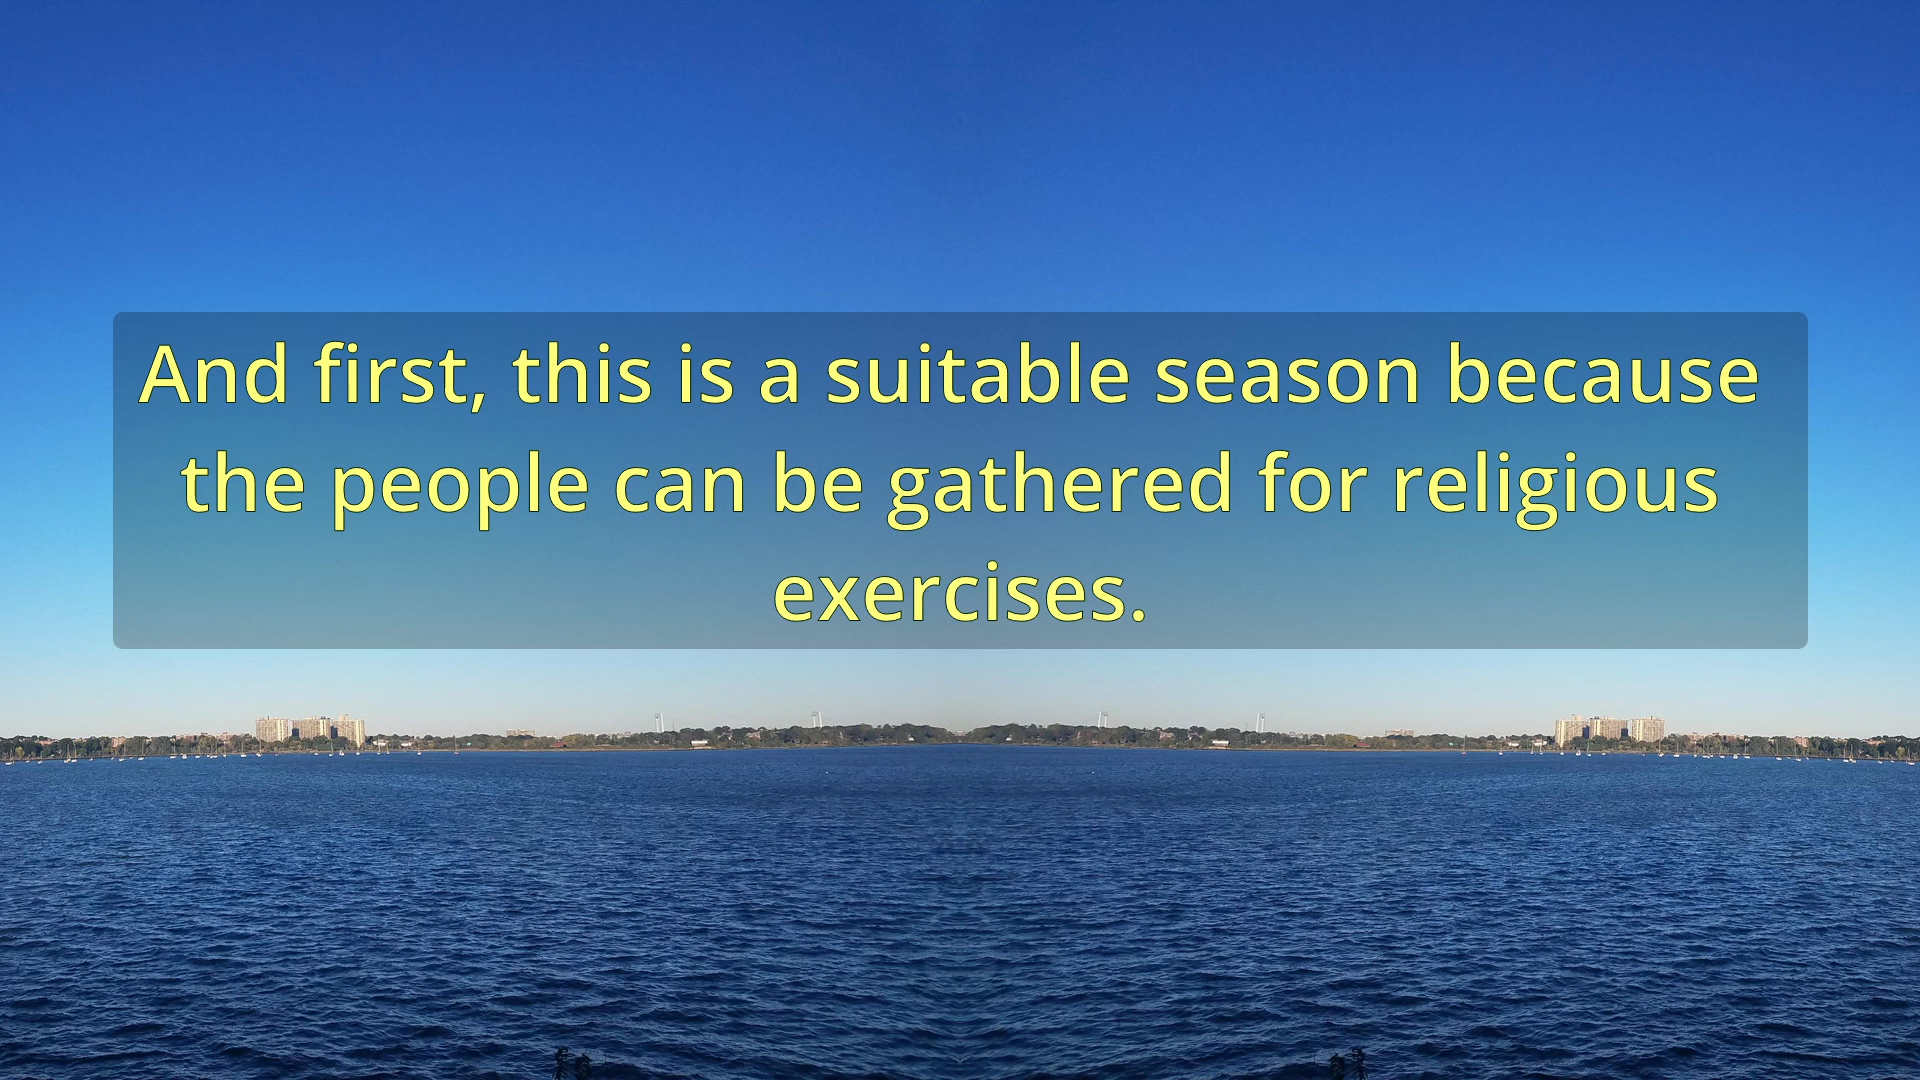 And first, this is a suitable season because
the people can be gathered for religious
exercises.